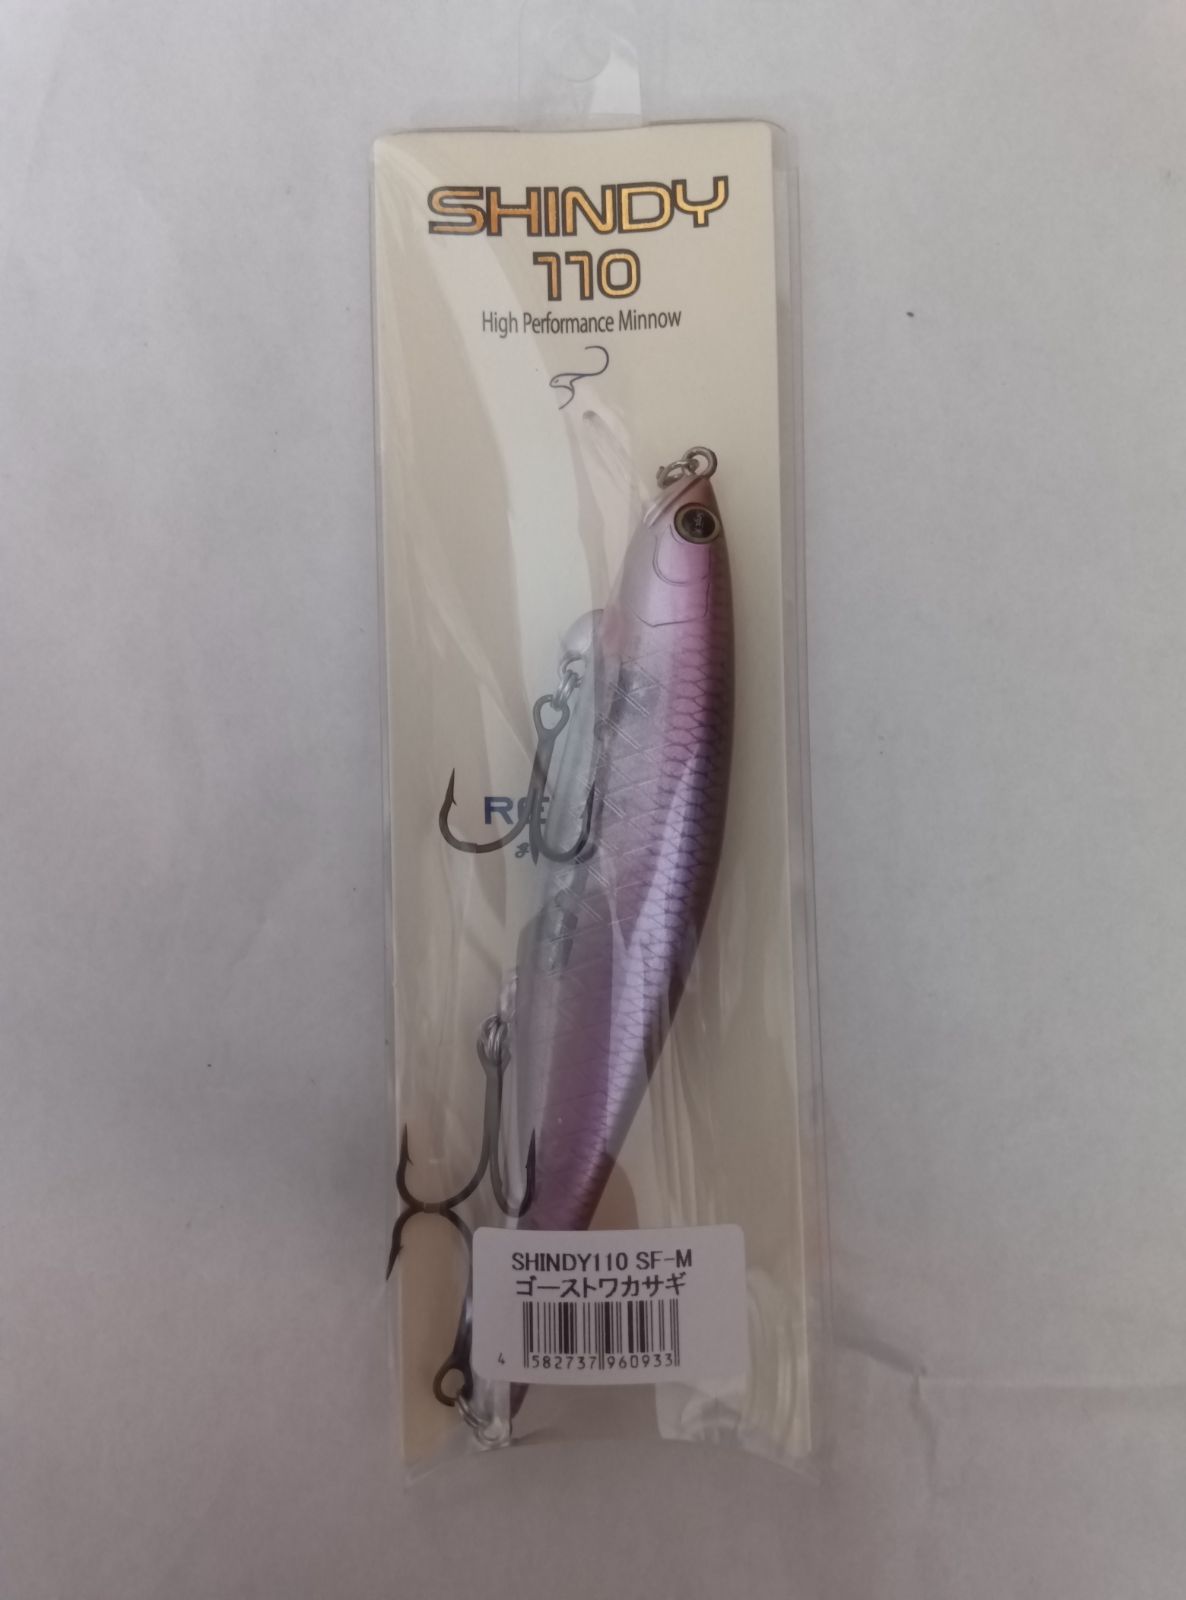 SHINDY
110
High Performance Minnow
SHINDY110 SF-M
ゴーストワカサギ
4 582737 960933